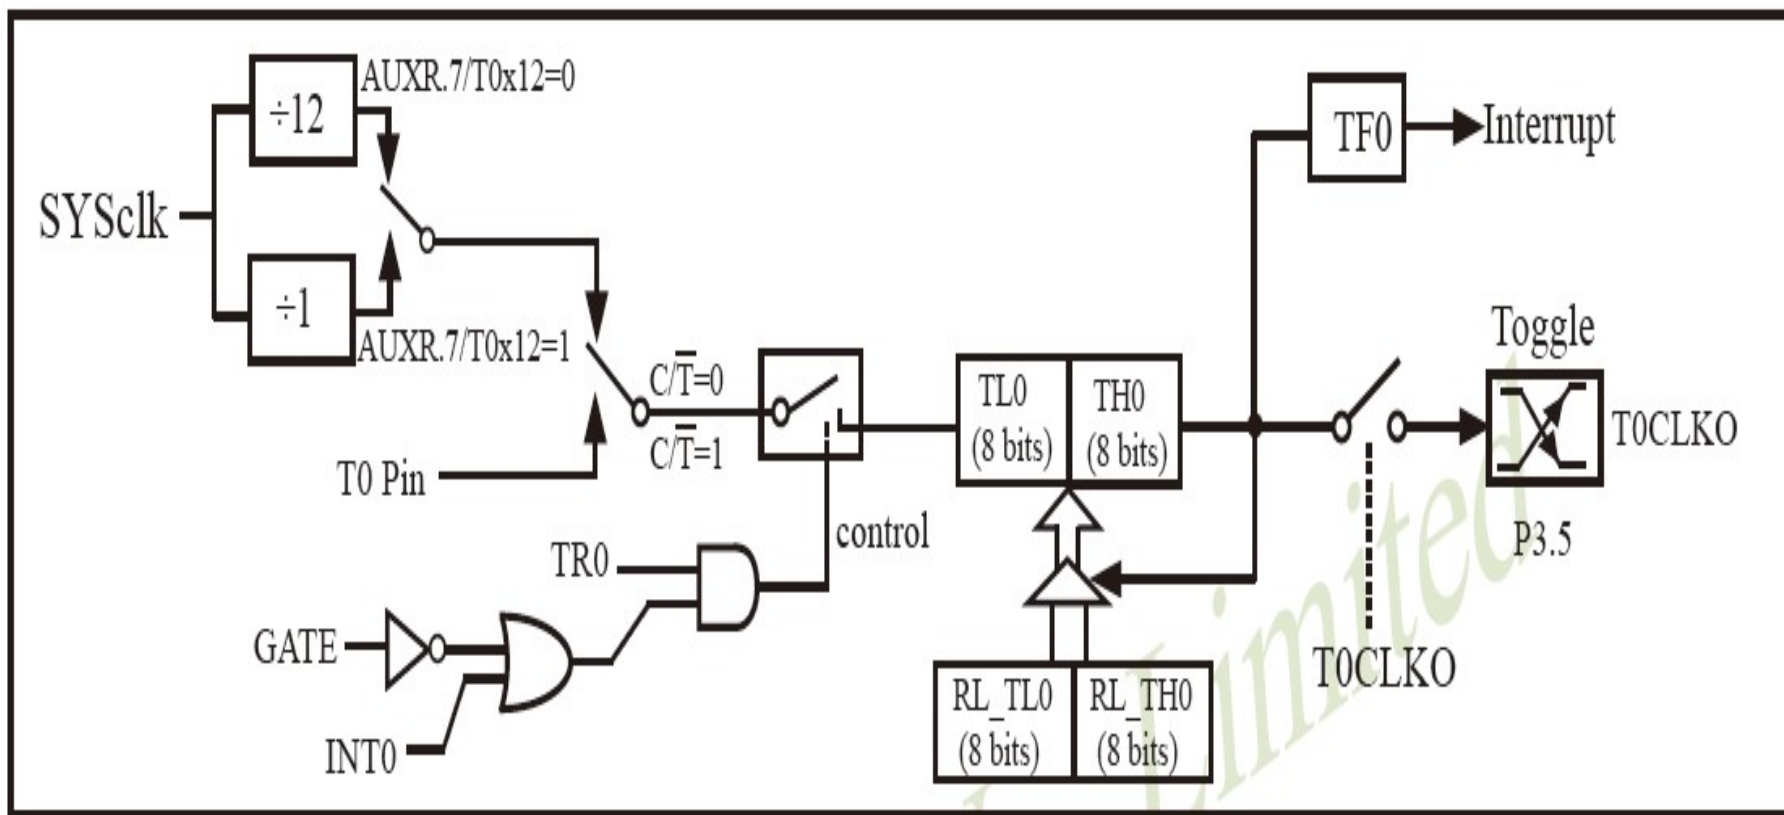 AUXR.7/T0x12=0
÷12
SYSclk
÷1
AUXR.7/T0x12=1
C/T̅=0
C/T̅=1
T0 Pin
TR0
control
GATE
INT0
TL0
(8 bits)
TH0
(8 bits)
RL_TL0
(8 bits)
RL_TH0
(8 bits)
TF0
Interrupt
Toggle
T0CLKO
P3.5
T0CLKO
Limited